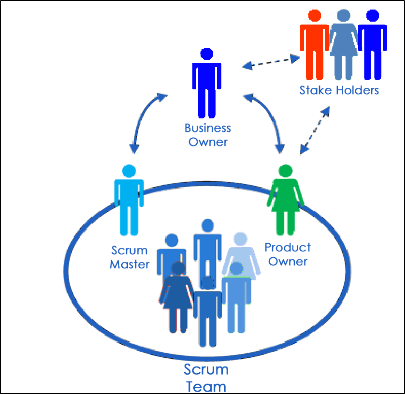 Stake Holders
Business
Owner
Scrum
Master
Product
Owner
Scrum
Team